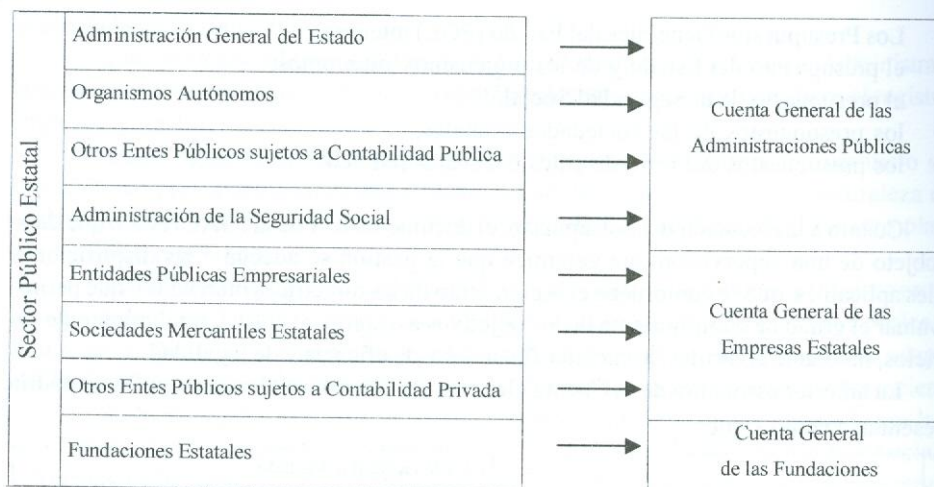 Sector Público Estatal
Administración General del Estado
Organismos Autónomos
Otros Entes Públicos sujetos a Contabilidad Pública
Administración de la Seguridad Social
Cuenta General de las
Administraciones Públicas
Entidades Públicas Empresariales
Sociedades Mercantiles Estatales
Otros Entes Públicos sujetos a Contabilidad Privada
Cuenta General de las
Empresas Estatales
Fundaciones Estatales
Cuenta General
de las Fundaciones